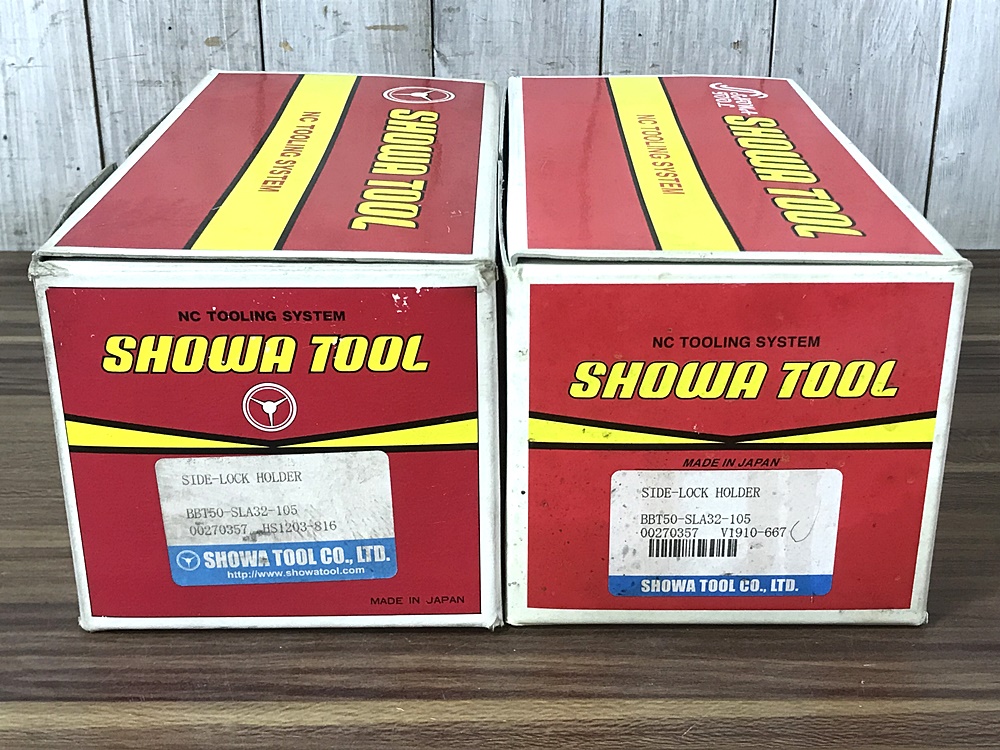 NC TOOLING SYSTEM
SHOWA TOOL
NC TOOLING SYSTEM
SHOWA TOOL
SHOWA TOOL
NC TOOLING SYSTEM
SHOWA TOOL
SIDE-LOCK HOLDER
BBT50-SLA32-105
00270357 HS1203-816
SHOWA TOOL CO., LTD.
http://www.showatool.com
MADE IN JAPAN
NC TOOLING SYSTEM
SHOWA TOOL
MADE IN JAPAN
SIDE-LOCK HOLDER
BBT50-SLA32-105
00270357 V1910-667
SHOWA TOOL CO., LTD.